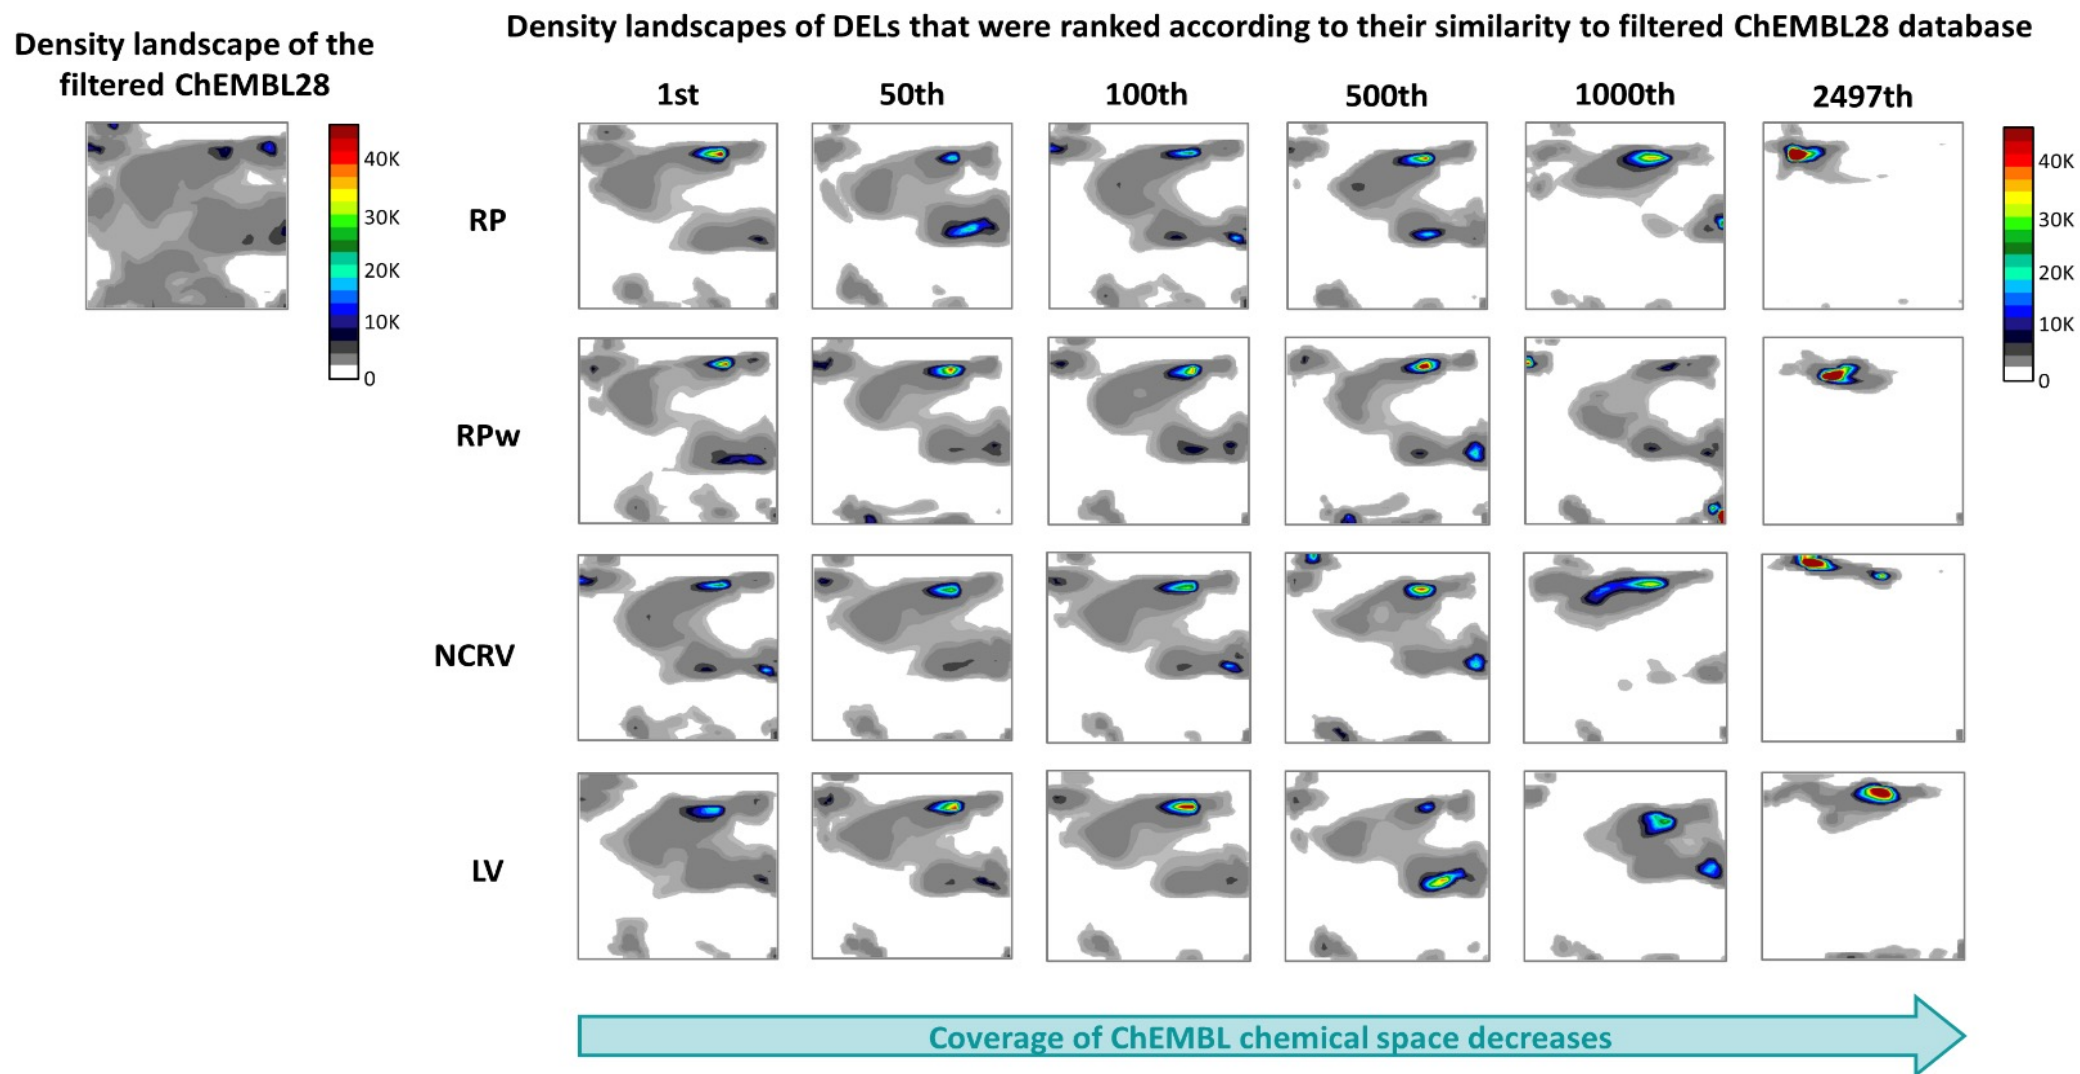 Density landscapes of DELs that were ranked according to their similarity to filtered ChEMBL28 database
Density landscape of the
filtered ChEMBL28
1st 50th 100th 500th 1000th 2497th
40K
30K
20K
10K
0
RP
40K
30K
20K
10K
0
RPw
NCRV
LV
Coverage of ChEMBL chemical space decreases